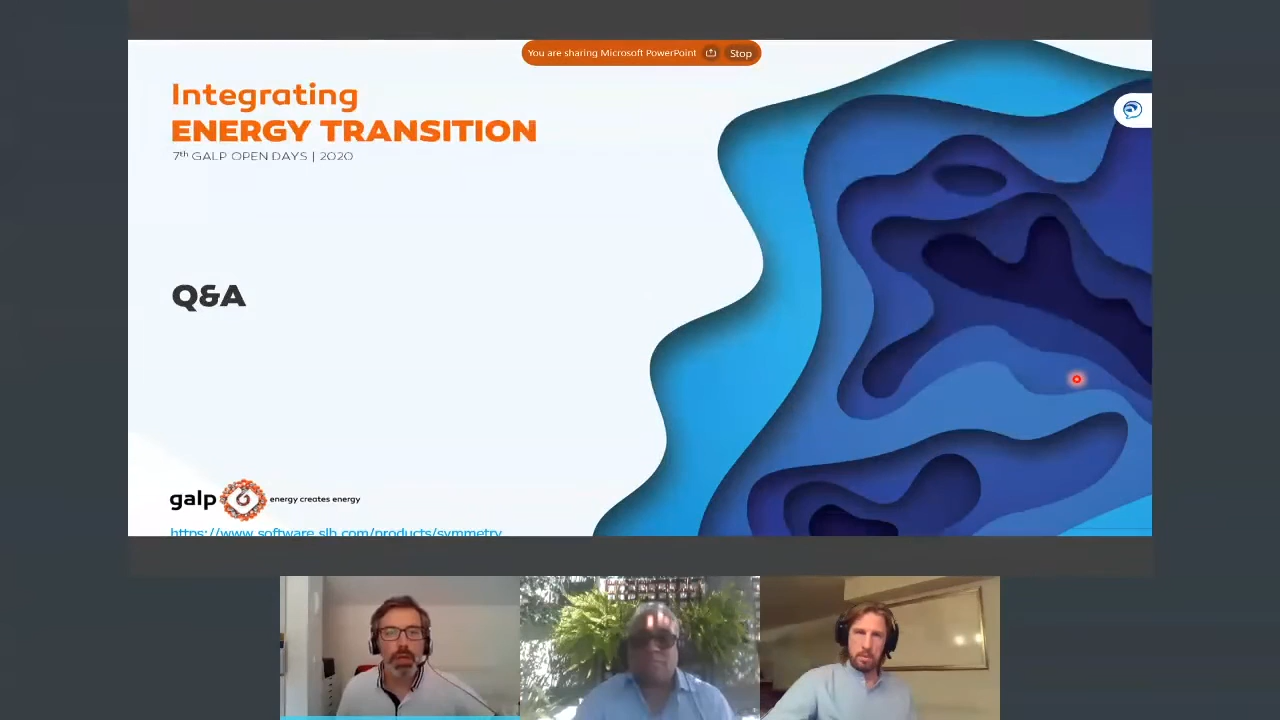 You are sharing Microsoft PowerPoint Stop
Integrating
ENERGY TRANSITION
7th GALP OPEN DAYS | 2020
Q&A
galp energy creates energy
https://www.software.slb.com/products/symmetry